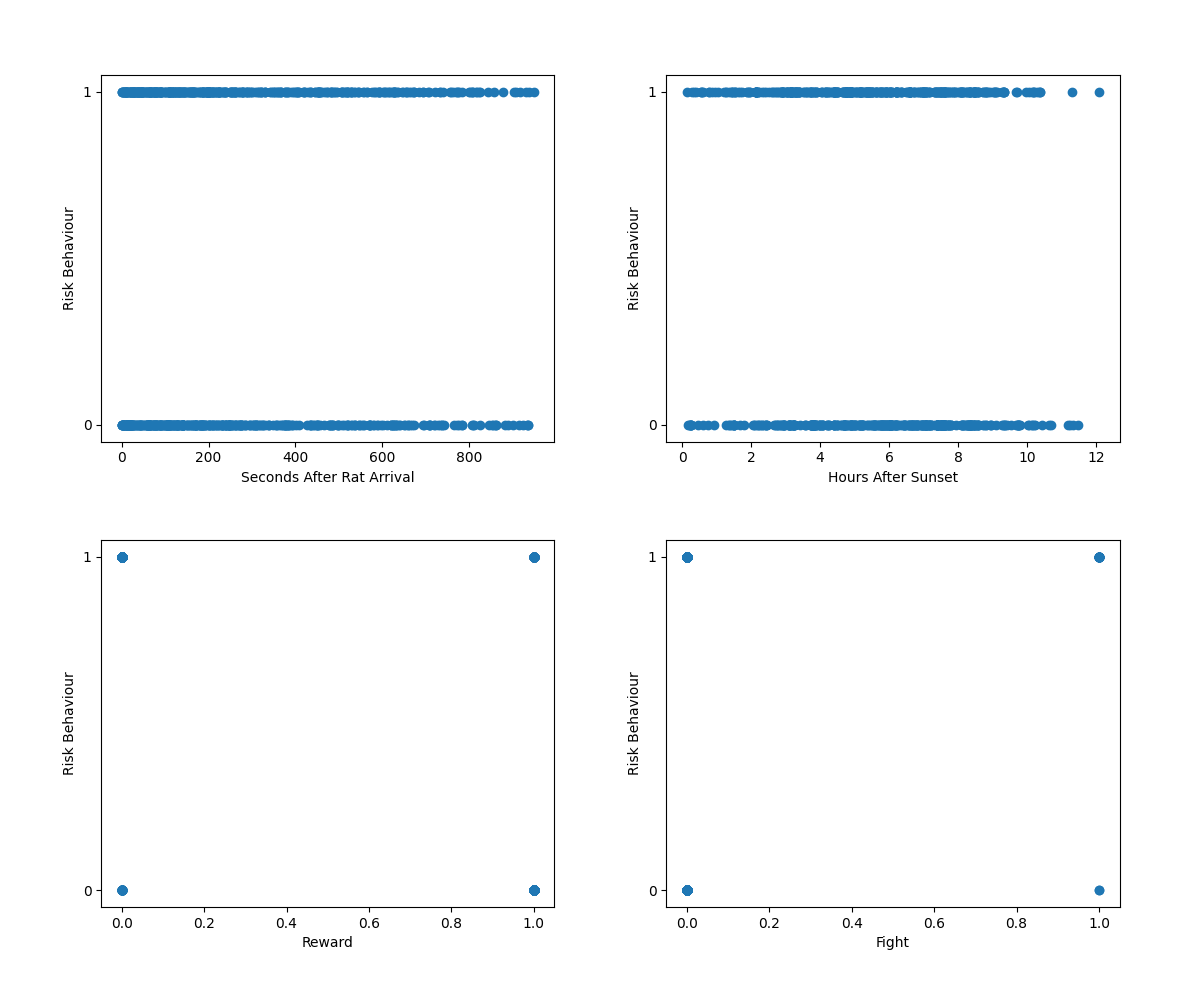 1
0
Risk Behaviour
0 200 400 600 800
Seconds After Rat Arrival
1
0
Risk Behaviour
0 2 4 6 8 10 12
Hours After Sunset
1
0
Risk Behaviour
0.0 0.2 0.4 0.6 0.8 1.0
Reward
1
0
Risk Behaviour
0.0 0.2 0.4 0.6 0.8 1.0
Fight